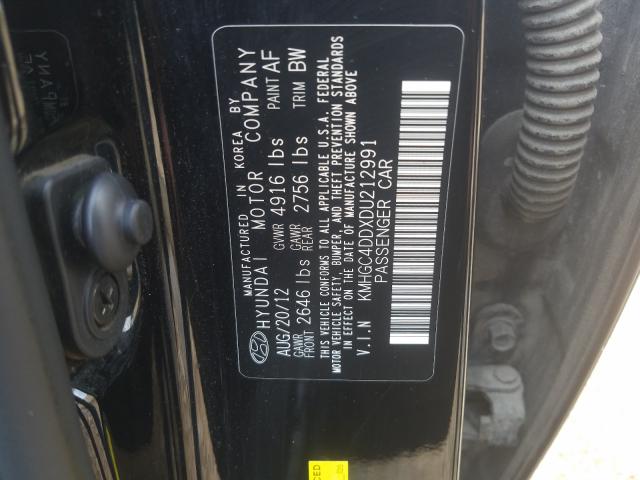 MANUFACTURED IN KOREA BY
HYUNDAI MOTOR COMPANY
AUG/20/12 GVWR 4916 lbs PAINT AF
GAWR FRONT 2646 lbs GAWR REAR 2756 lbs TRIM BW
THIS VEHICLE CONFORMS TO ALL APPLICABLE U.S.A. FEDERAL
MOTOR VEHICLE SAFETY, BUMPER, AND THEFT PREVENTION STANDARDS
IN EFFECT ON THE DATE OF MANUFACTURE SHOWN ABOVE
V.I.N KMHGC4DDXDU212991
PASSENGER CAR